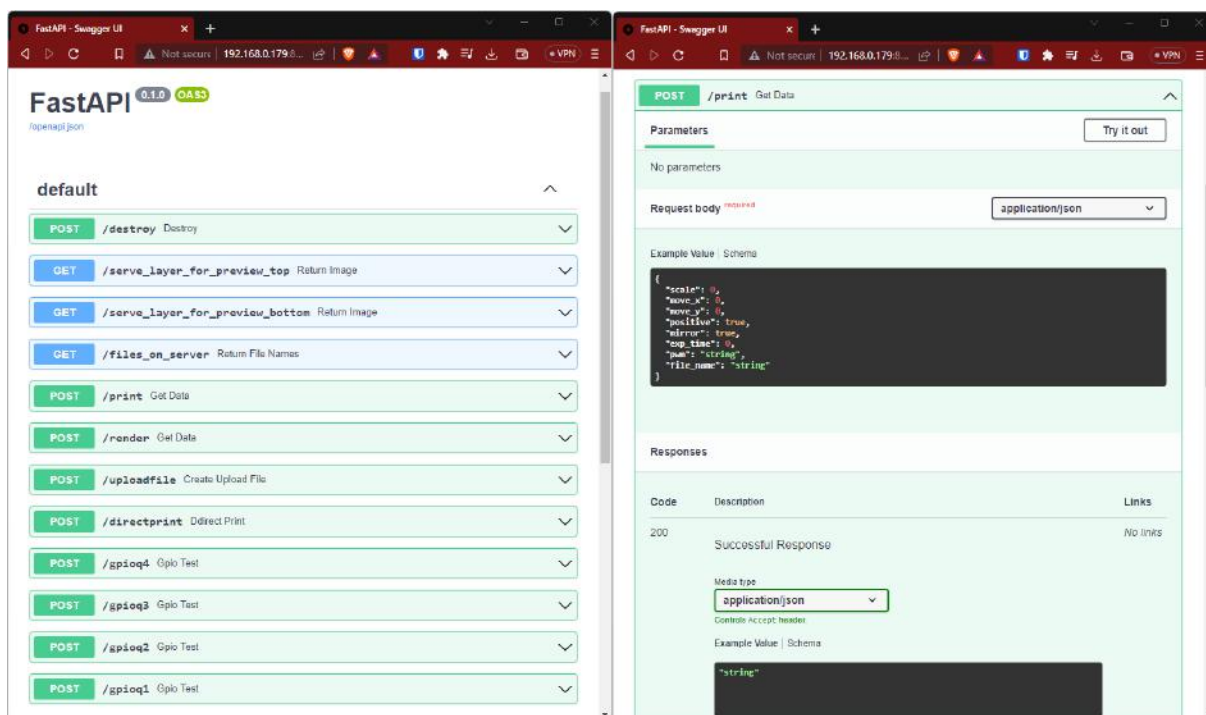 FastAPI - Swagger UI
Not secure 192.168.0.179:8... VPN
FastAPI 0.1.0 OAS3
/openapi.json
default
POST /destroy Destroy
GET /serve_layer_for_preview_top Return Image
GET /serve_layer_for_preview_bottom Return Image
GET /files_on_server Return File Names
POST /print Get Data
POST /render Get Data
POST /uploadfile Create Upload File
POST /directprint Ddirect Print
POST /gpioq4 Gpio Test
POST /gpioq3 Gpio Test
POST /gpioq2 Gpio Test
POST /gpioq1 Gpio Test
FastAPI - Swagger UI
Not secure 192.168.0.179:8... VPN
POST /print Get Data
Parameters Try it out
No parameters
Request body required application/json
Example Value | Schema
{
"scale": 0,
"move_x": 0,
"move_y": 0,
"positive": true,
"mirror": true,
"exp_time": 0,
"pwm": "string",
"file_name": "string"
}
Responses
Code Description Links
200 Successful Response No links
Media type
application/json
Controls Accept header.
Example Value | Schema
"string"